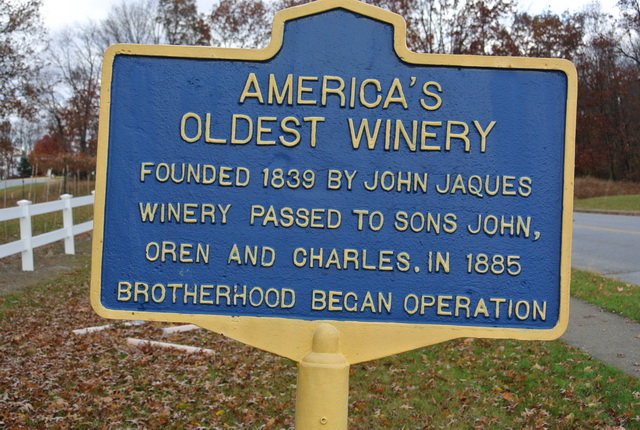 AMERICA'S
OLDEST WINERY
FOUNDED 1839 BY JOHN JAQUES
WINERY PASSED TO SONS JOHN,
OREN AND CHARLES. IN 1885
BROTHERHOOD BEGAN OPERATION